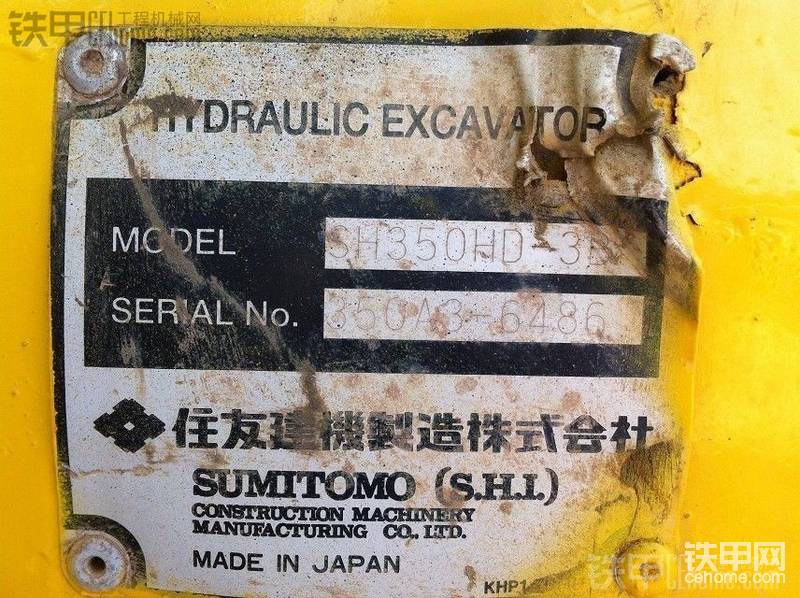 铁甲 工程机械网
HYDRAULIC EXCAVATOR
MODEL SH350HD-3B
SERIAL No. 350A3-6486
住友建機製造株式会社
SUMITOMO (S.H.I.)
CONSTRUCTION MACHINERY
MANUFACTURING CO., LTD.
MADE IN JAPAN
铁甲网
cehome.com